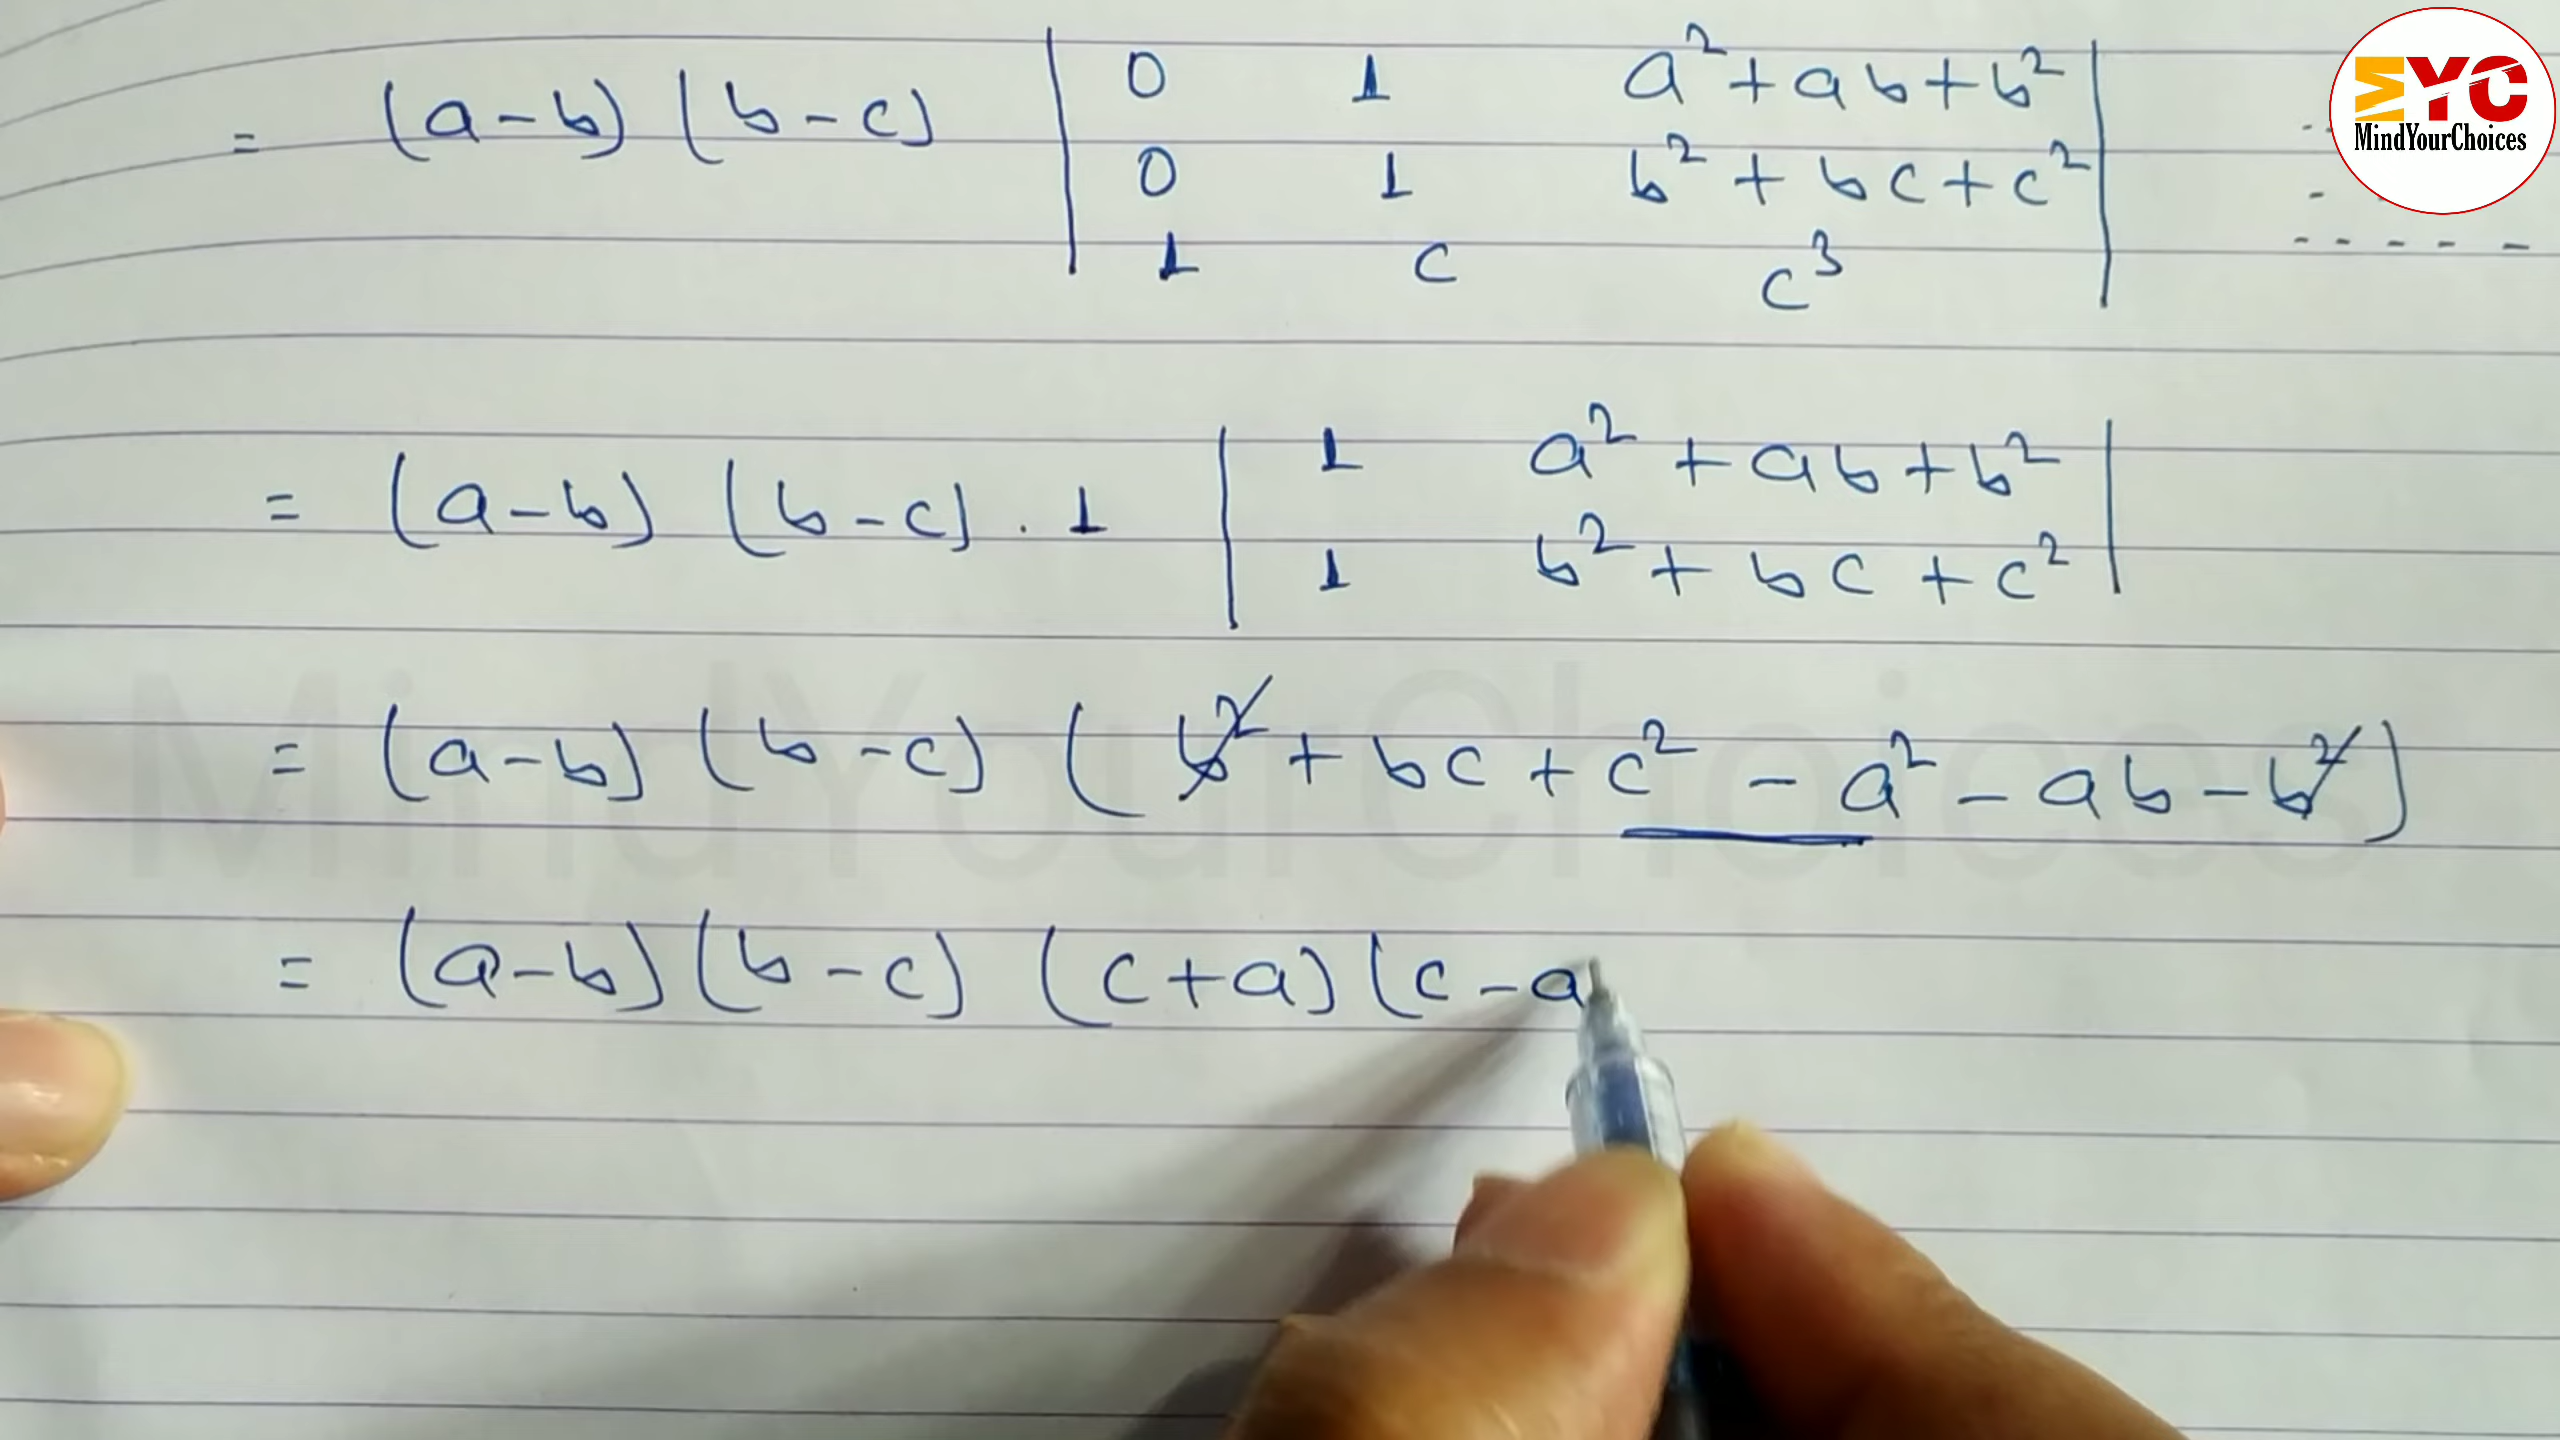 = (a-b) (b-c) | 0 1 a² + ab + b² |
| 0 1 b² + bc + c² |
| 1 c c³ |
MYC
MindYourChoices
= (a-b) (b-c) . 1 | 1 a² + ab + b² |
| 1 b² + bc + c² |
= (a-b) (b-c) ( b² + bc + c² - a² - ab - b² )
= (a-b) (b-c) (c+a) (c-a
MindYourChoices